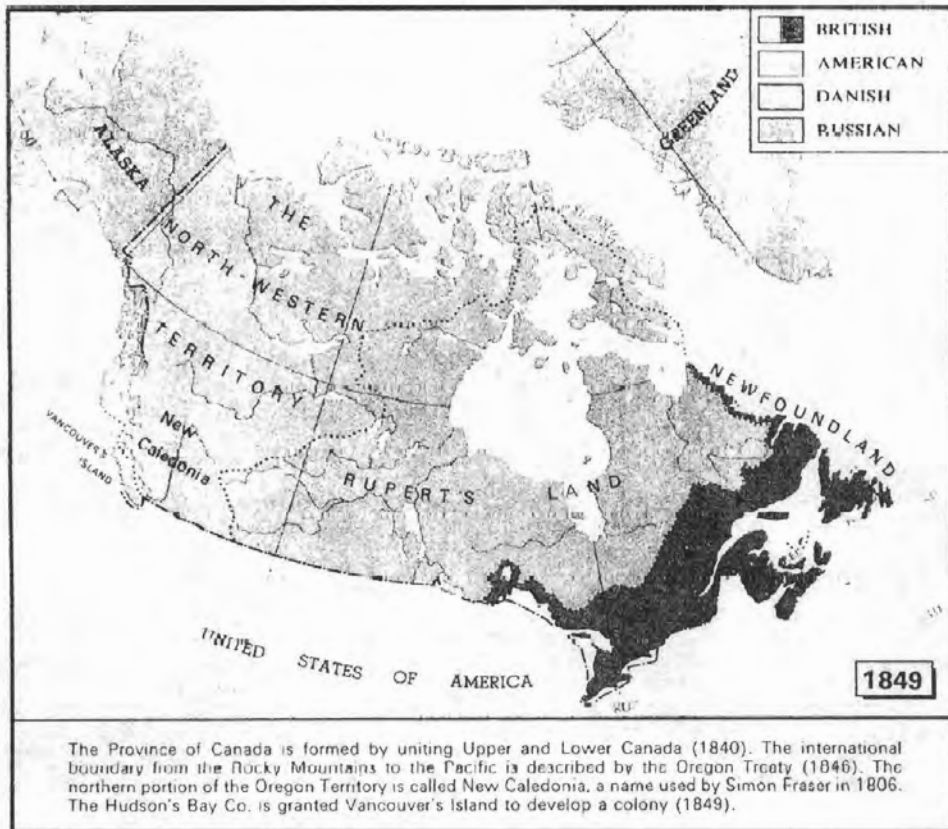 BRITISH
AMERICAN
DANISH
RUSSIAN
GREENLAND
ALASKA
THE
NORTH-WESTERN
TERRITORY
New
Caledonia
VANCOUVER'S
ISLAND
RUPERT'S LAND
NEWFOUNDLAND
UNITED STATES OF AMERICA
1849
The Province of Canada is formed by uniting Upper and Lower Canada (1840). The international
boundary from the Rocky Mountains to the Pacific is described by the Oregon Treaty (1846). The
northern portion of the Oregon Territory is called New Caledonia, a name used by Simon Fraser in 1806.
The Hudson's Bay Co. is granted Vancouver's Island to develop a colony (1849).